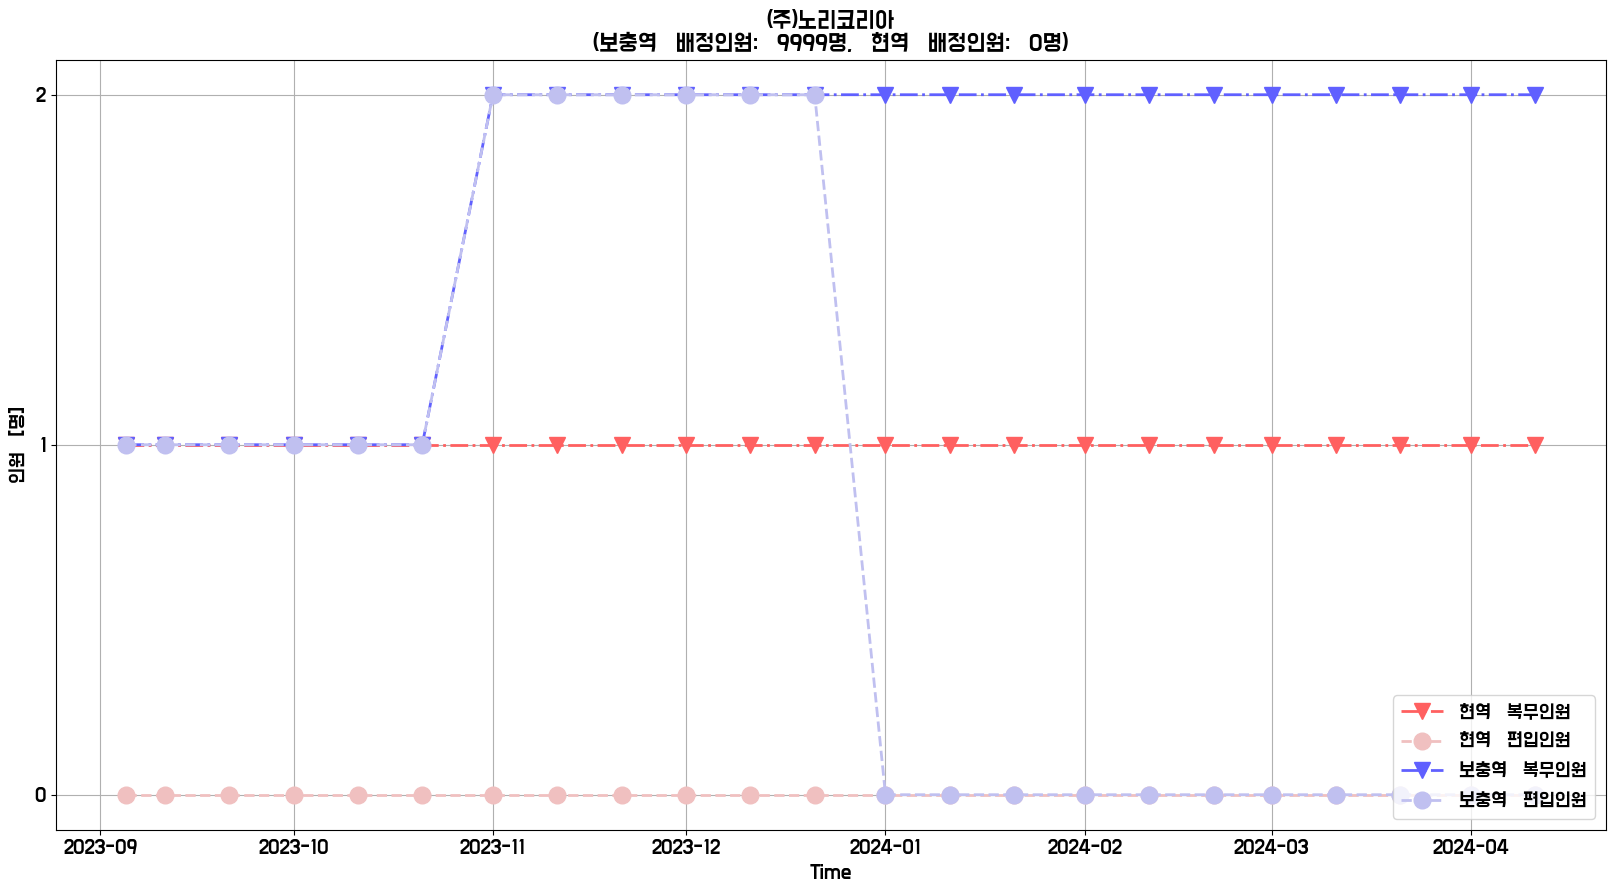 (주)노리코리아
(보충역 배정인원: 9999명, 현역 배정인원: 0명)
인원 [명]
2
1
0
2023-09 2023-10 2023-11 2023-12 2024-01 2024-02 2024-03 2024-04
Time
현역 복무인원
현역 편입인원
보충역 복무인원
보충역 편입인원